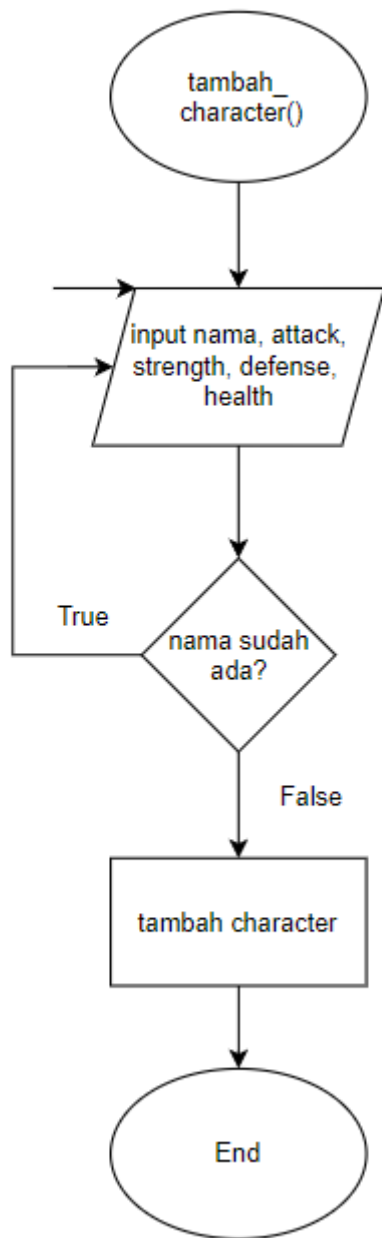 tambah_
character()
input nama, attack,
strength, defense,
health
True
nama sudah
ada?
False
tambah character
End